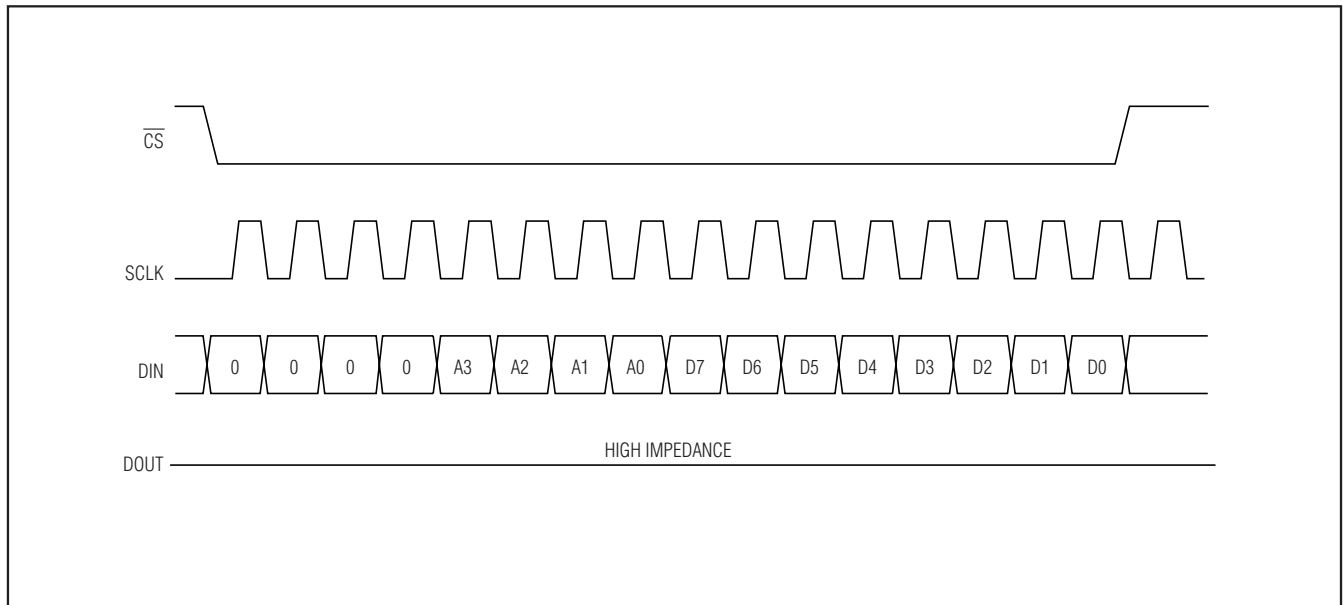 C̅S̅
SCLK
DIN 0 0 0 0 A3 A2 A1 A0 D7 D6 D5 D4 D3 D2 D1 D0
HIGH IMPEDANCE
DOUT